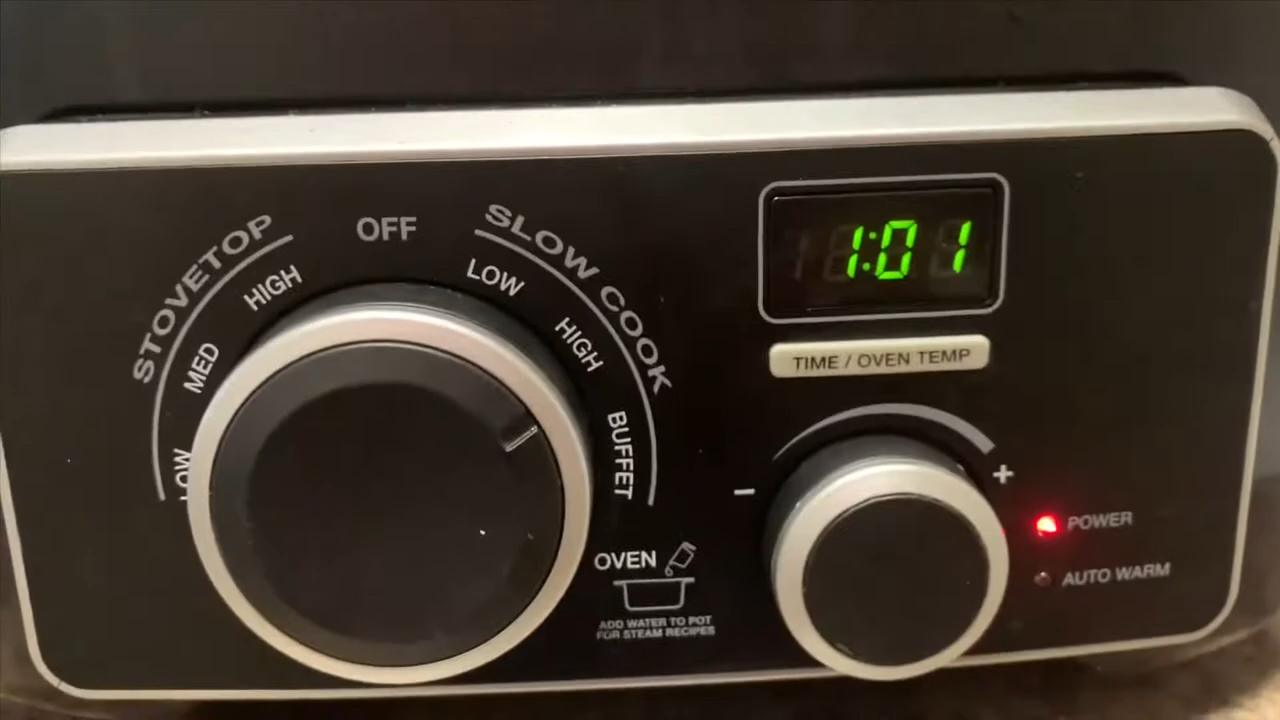 STOVETOP
OFF
SLOW COOK
HIGH
LOW
MED
HIGH
LOW
BUFFET
1:01
TIME / OVEN TEMP
-
+
POWER
AUTO WARM
OVEN
ADD WATER TO POT
FOR STEAM RECIPES